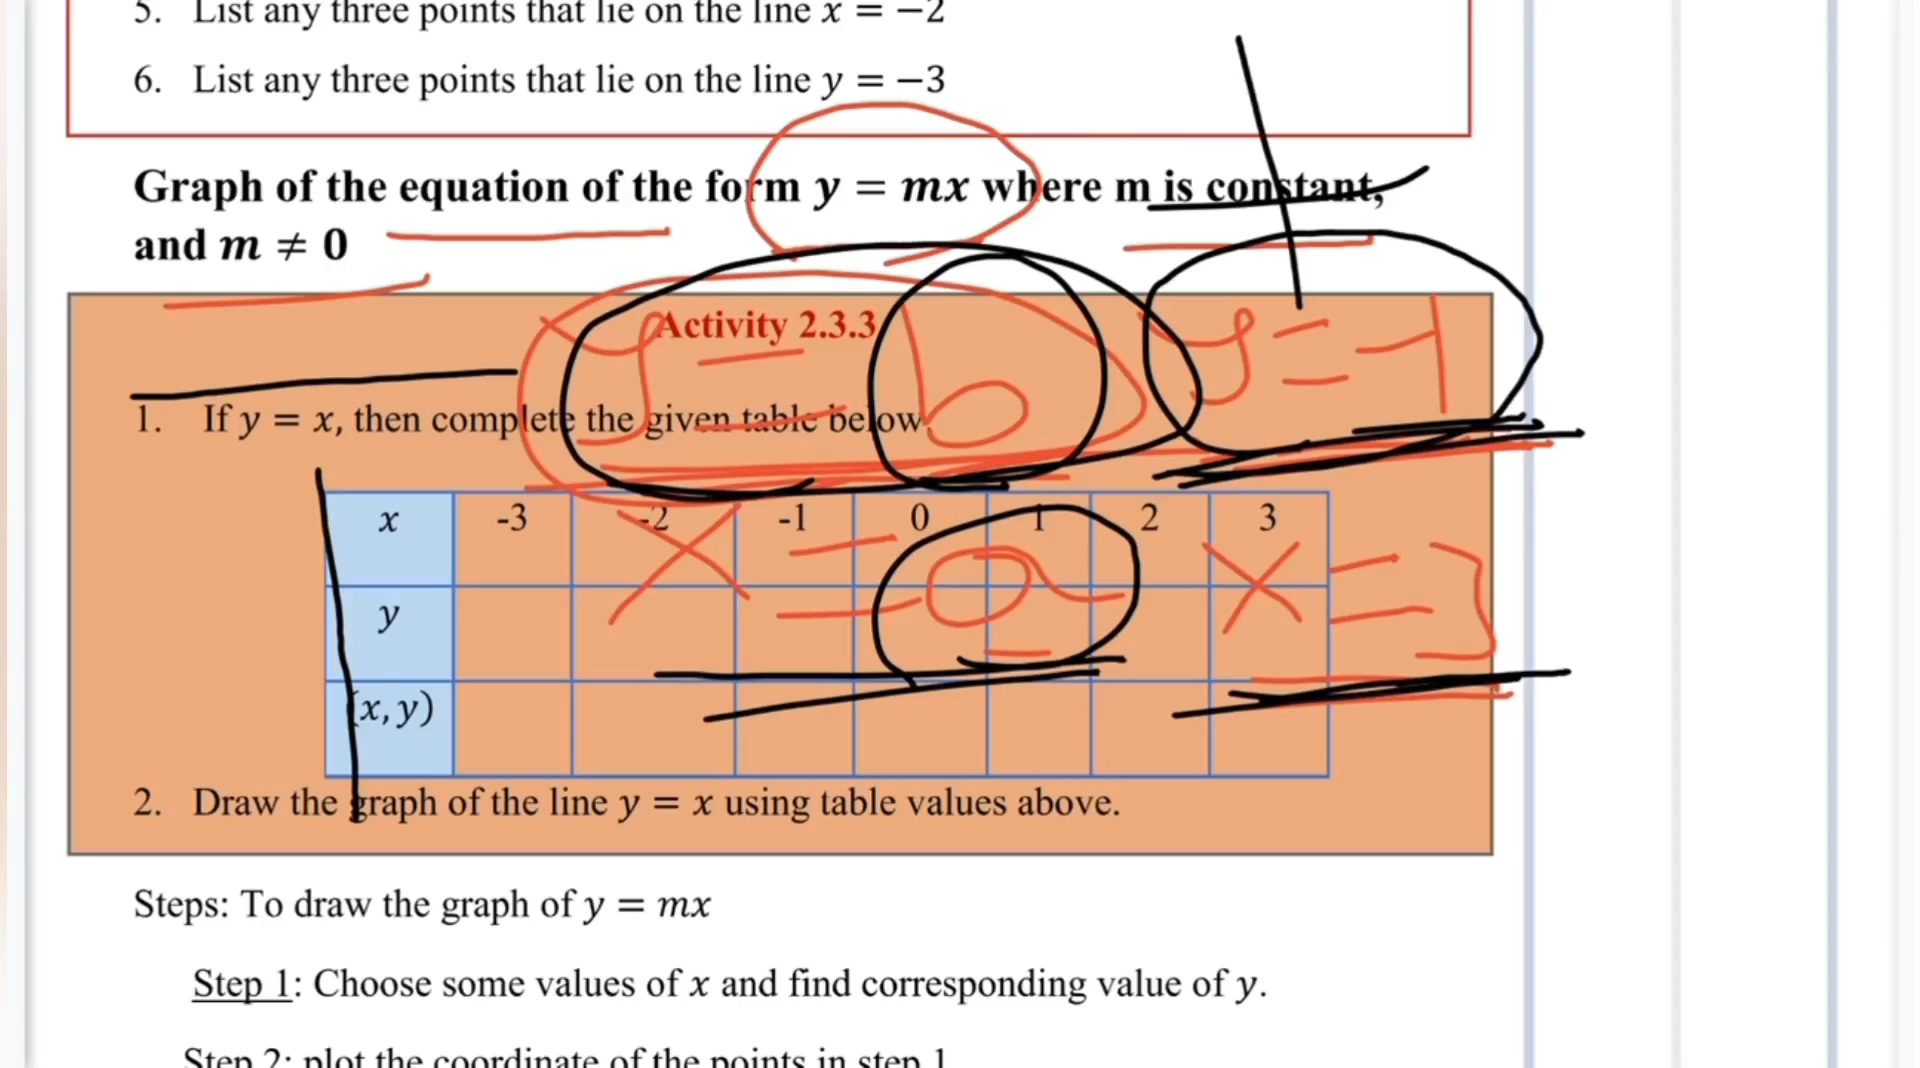 5. List any three points that lie on the line x = −2
6. List any three points that lie on the line y = −3
Graph of the equation of the form y = mx where m is constant,
and m ≠ 0
Activity 2.3.3
y = b
y = 4
1. If y = x, then complete the given table below
x -3 -2 -1 0 1 2 3
x = a
x = 3
y
(x, y)
2. Draw the graph of the line y = x using table values above.
Steps: To draw the graph of y = mx
Step 1: Choose some values of x and find corresponding value of y.
Step 2: plot the coordinate of the points in step 1